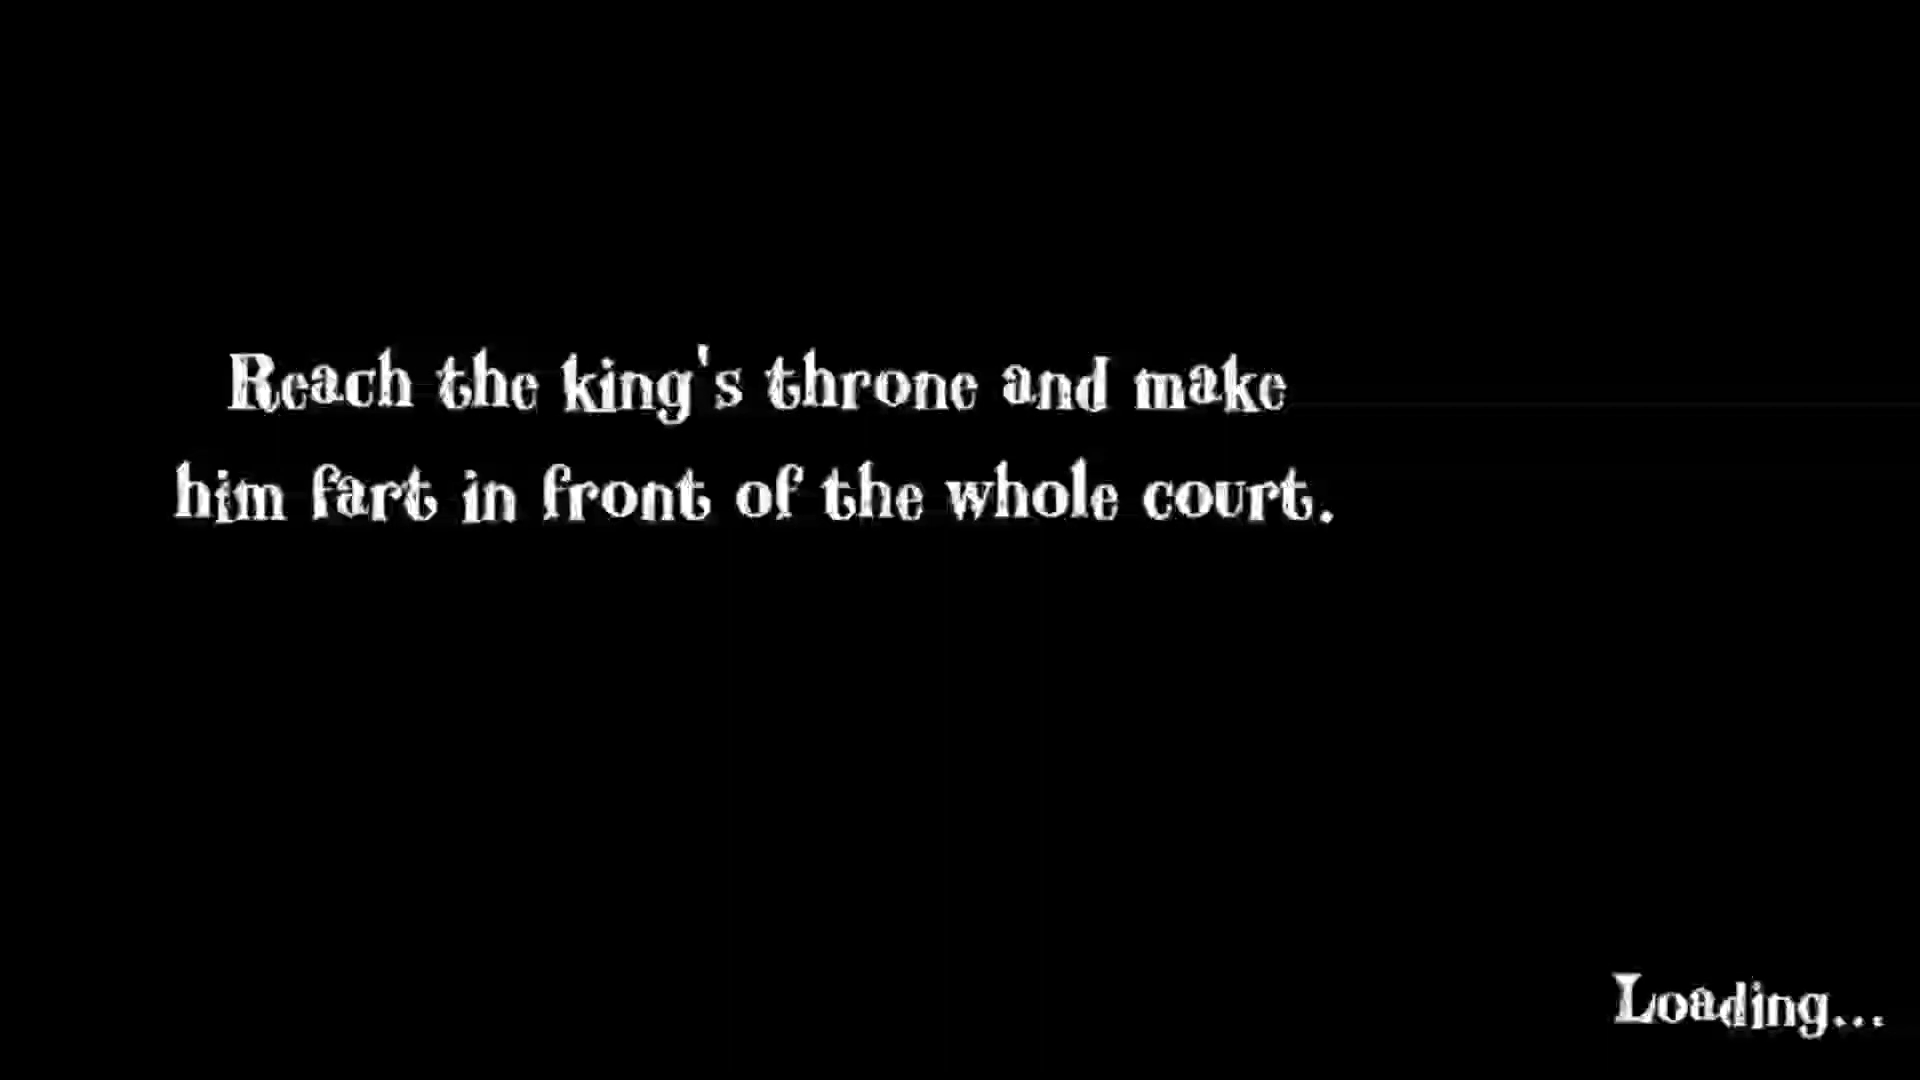 Reach the king's throne and make
him fart in front of the whole court.
Loading...